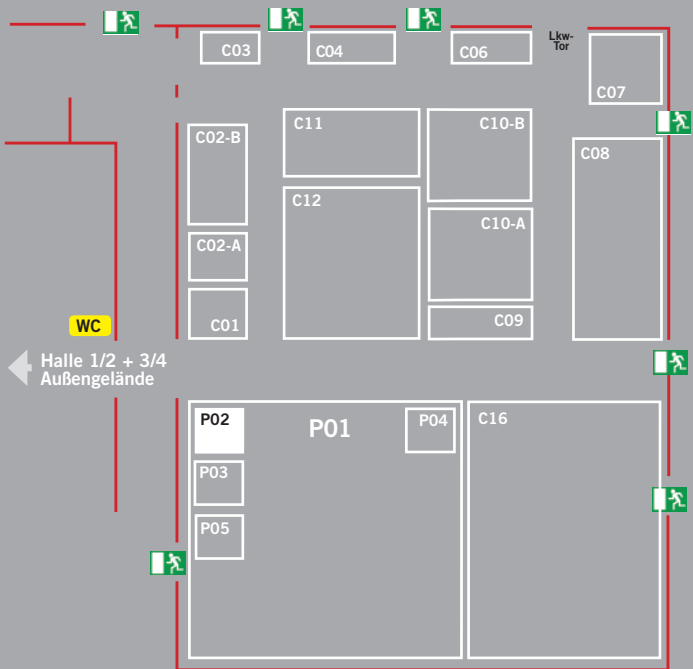 C03
C04
C06
Lkw-
Tor
C07
C02-B
C11
C10-B
C08
C12
C10-A
C02-A
C01
C09
WC
Halle 1/2 + 3/4
Außengelände
P02
P01
P04
C16
P03
P05